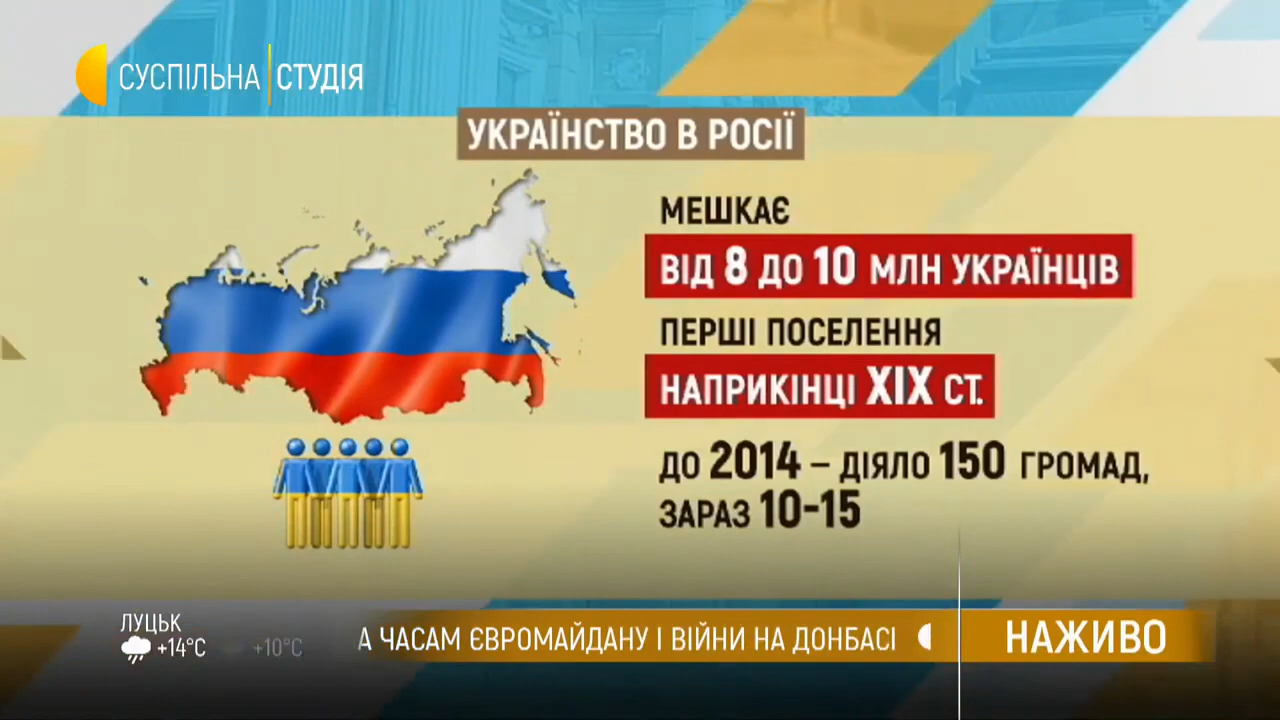 СУСПІЛЬНА СТУДІЯ
УКРАЇНСТВО В РОСІЇ
МЕШКАЄ
ВІД 8 ДО 10 МЛН УКРАЇНЦІВ
ПЕРШІ ПОСЕЛЕННЯ
НАПРИКІНЦІ XIX СТ.
ДО 2014 – ДІЯЛО 150 ГРОМАД,
ЗАРАЗ 10-15
ЛУЦЬК
+14°C +10°C
А ЧАСАМ ЄВРОМАЙДАНУ І ВІЙНИ НА ДОНБАСІ
НАЖИВО